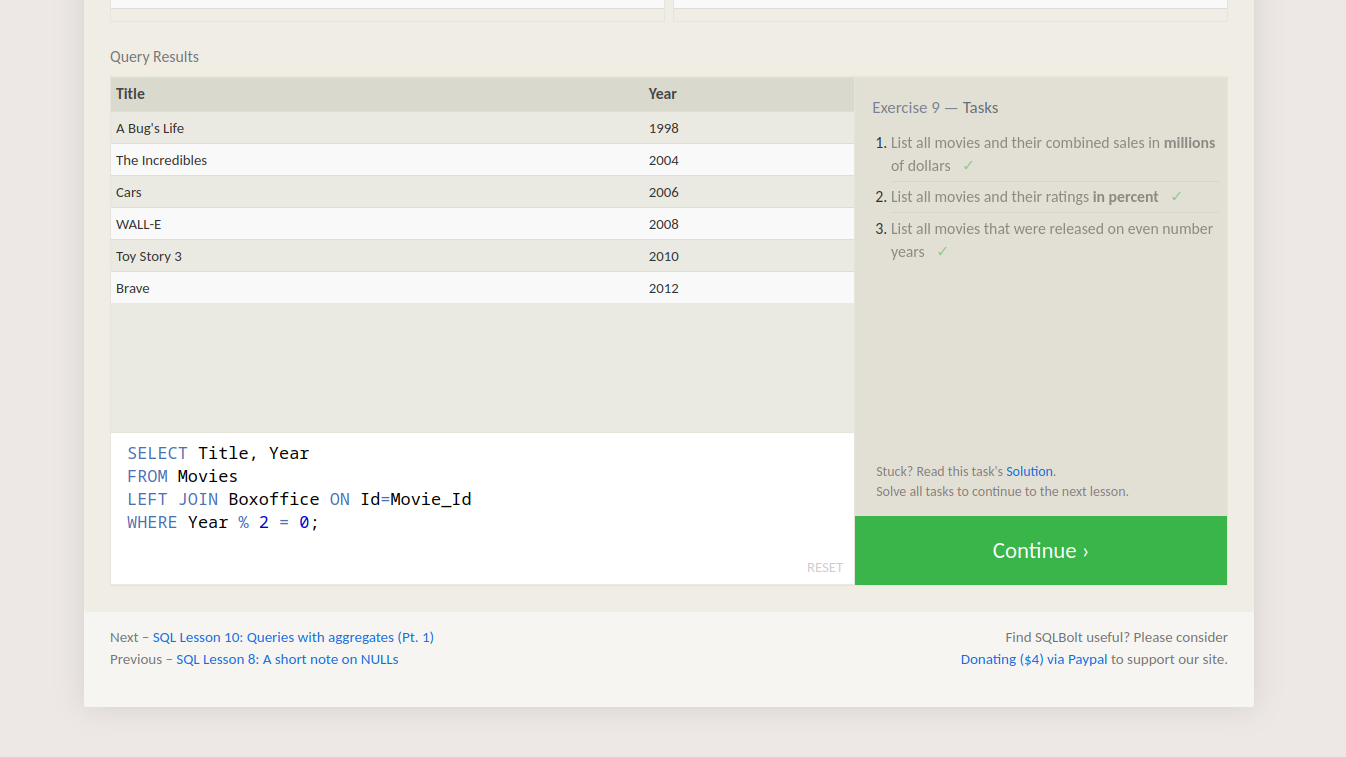 Query Results
Title Year
A Bug's Life 1998
The Incredibles 2004
Cars 2006
WALL-E 2008
Toy Story 3 2010
Brave 2012
SELECT Title, Year
FROM Movies
LEFT JOIN Boxoffice ON Id=Movie_Id
WHERE Year % 2 = 0;
RESET
Exercise 9 — Tasks
1. List all movies and their combined sales in millions
of dollars ✓
2. List all movies and their ratings in percent ✓
3. List all movies that were released on even number
years ✓
Stuck? Read this task's Solution.
Solve all tasks to continue to the next lesson.
Continue ›
Next – SQL Lesson 10: Queries with aggregates (Pt. 1)
Previous – SQL Lesson 8: A short note on NULLs
Find SQLBolt useful? Please consider
Donating ($4) via Paypal to support our site.